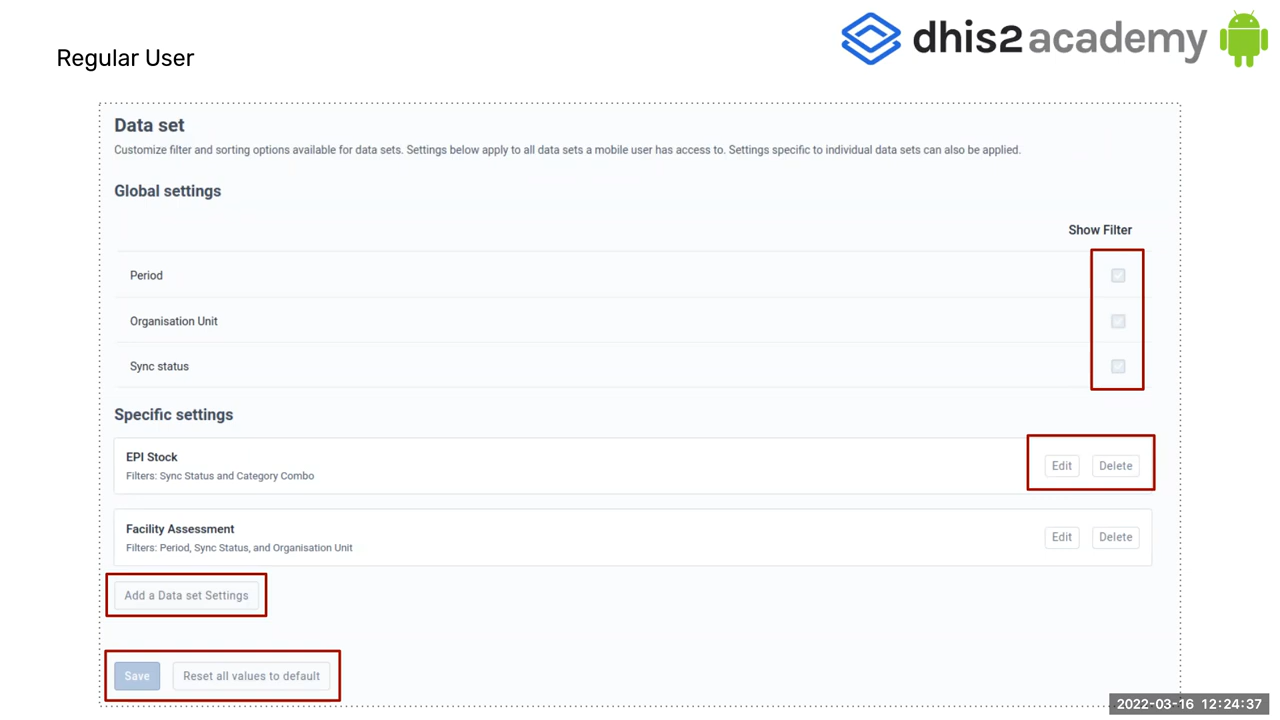 dhis2 academy
Regular User
Data set
Customize filter and sorting options available for data sets. Settings below apply to all data sets a mobile user has access to. Settings specific to individual data sets can also be applied.
Global settings
Show Filter
Period
Organisation Unit
Sync status
Specific settings
EPI Stock
Filters: Sync Status and Category Combo
Edit Delete
Facility Assessment
Filters: Period, Sync Status, and Organisation Unit
Edit Delete
Add a Data set Settings
Save Reset all values to default
2022-03-16 12:24:37